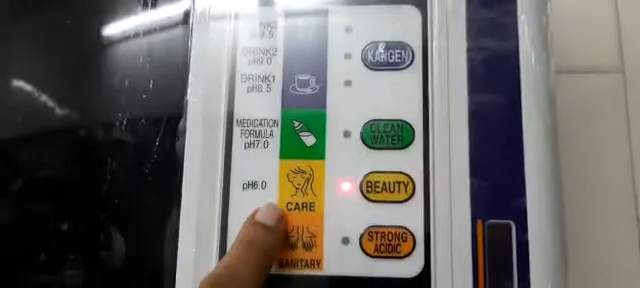 DRINK2
pH9.0
KANGEN
DRINK1
pH8.5
MEDICATION
FORMULA
pH7.0
CLEAN
WATER
pH6.0
BEAUTY
CARE
STRONG
ACIDIC
SANITARY